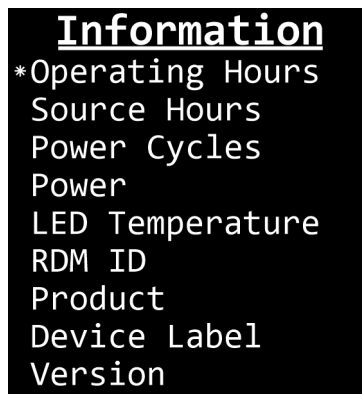 Information
*Operating Hours
Source Hours
Power Cycles
Power
LED Temperature
RDM ID
Product
Device Label
Version